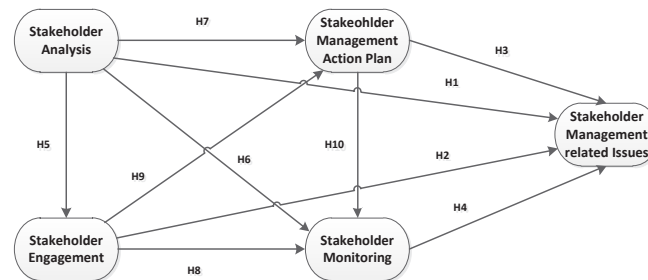 Stakeholder
Analysis
H7
Stakeohlder
Management
Action Plan
H3
H1
Stakeholder
Management
related Issues
H5
H9
H6
H10
H2
H4
Stakeholder
Engagement
H8
Stakeholder
Monitoring